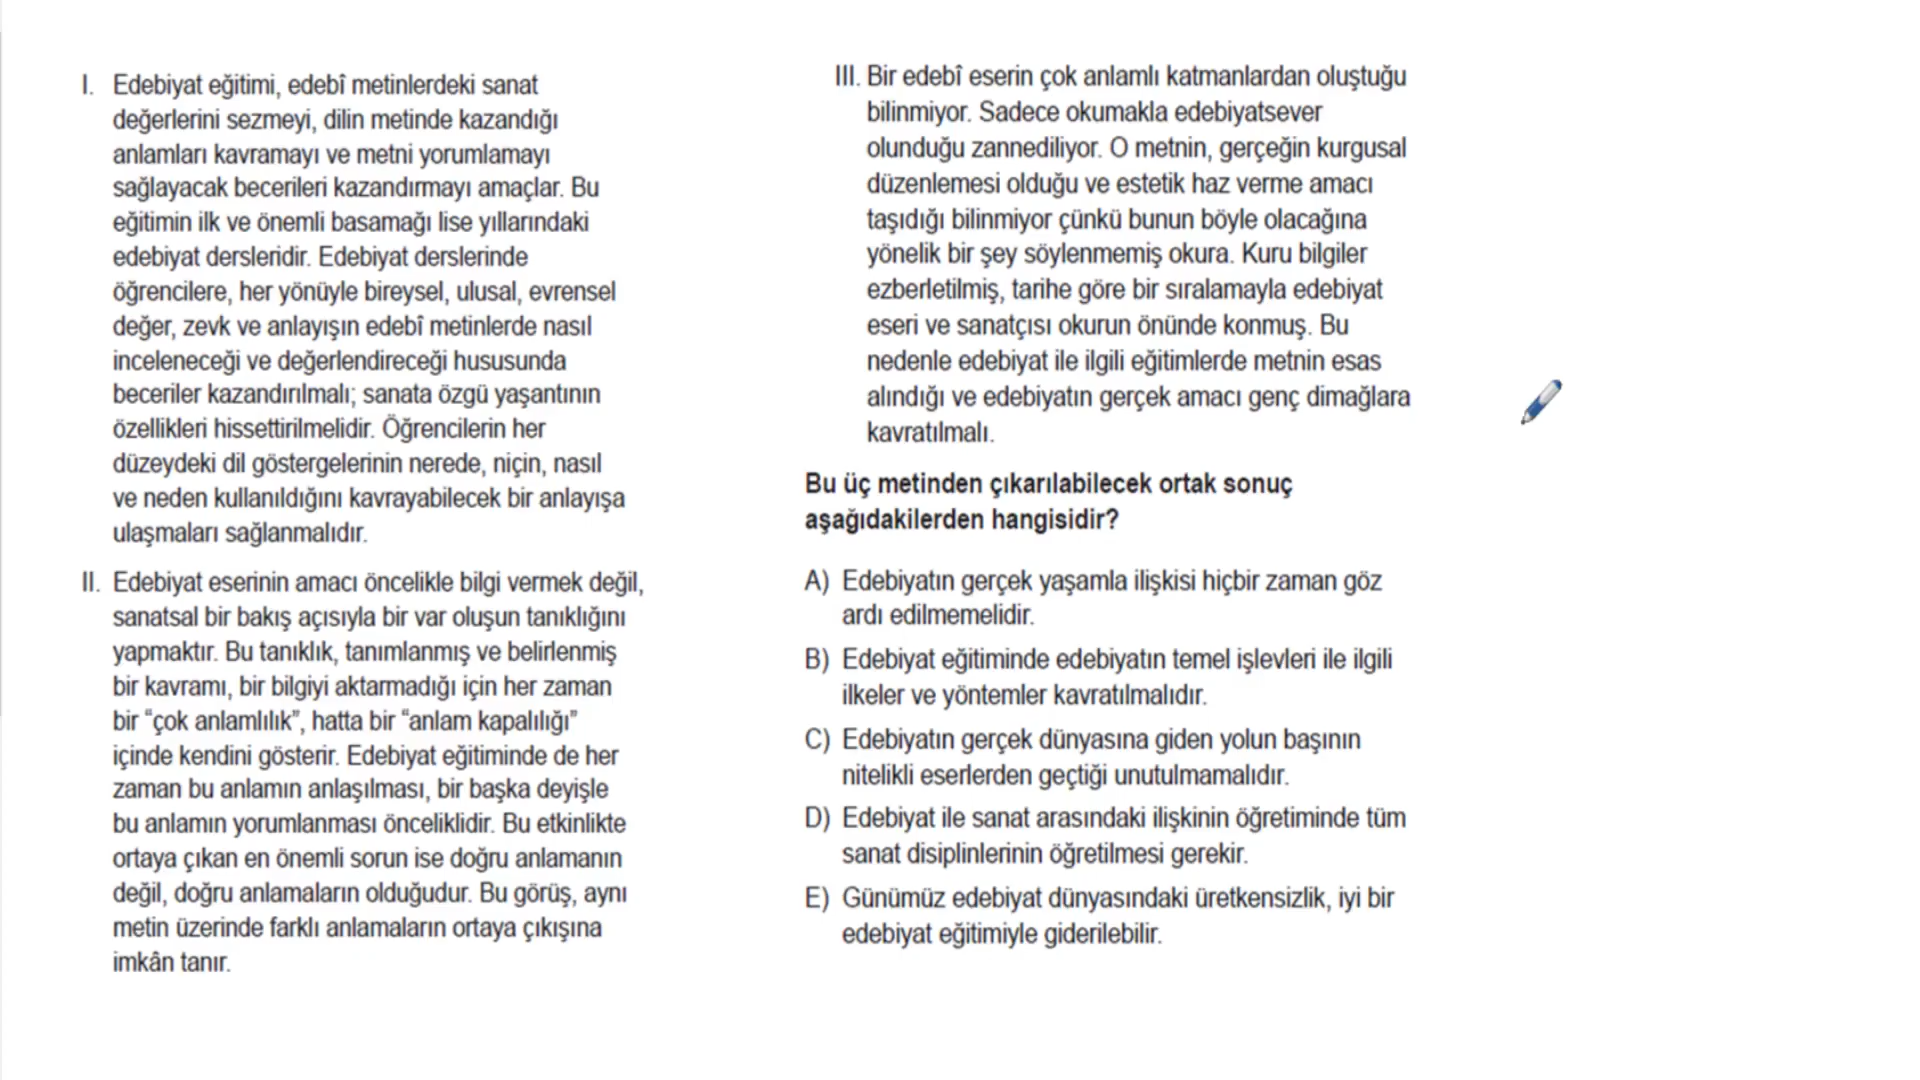 I. Edebiyat eğitimi, edebî metinlerdeki sanat
değerlerini sezmeyi, dilin metinde kazandığı
anlamları kavramayı ve metni yorumlamayı
sağlayacak becerileri kazandırmayı amaçlar. Bu
eğitimin ilk ve önemli basamağı lise yıllarındaki
edebiyat dersleridir. Edebiyat derslerinde
öğrencilere, her yönüyle bireysel, ulusal, evrensel
değer, zevk ve anlayışın edebî metinlerde nasıl
inceleneceği ve değerlendireceği hususunda
beceriler kazandırılmalı; sanata özgü yaşantının
özellikleri hissettirilmelidir. Öğrencilerin her
düzeydeki dil göstergelerinin nerede, niçin, nasıl
ve neden kullanıldığını kavrayabilecek bir anlayışa
ulaşmaları sağlanmalıdır.
II. Edebiyat eserinin amacı öncelikle bilgi vermek değil,
sanatsal bir bakış açısıyla bir var oluşun tanıklığını
yapmaktır. Bu tanıklık, tanımlanmış ve belirlenmiş
bir kavramı, bir bilgiyi aktarmadığı için her zaman
bir “çok anlamlılık”, hatta bir “anlam kapalılığı”
içinde kendini gösterir. Edebiyat eğitiminde de her
zaman bu anlamın anlaşılması, bir başka deyişle
bu anlamın yorumlanması önceliklidir. Bu etkinlikte
ortaya çıkan en önemli sorun ise doğru anlamanın
değil, doğru anlamaların olduğudur. Bu görüş, aynı
metin üzerinde farklı anlamaların ortaya çıkışına
imkân tanır.
III. Bir edebî eserin çok anlamlı katmanlardan oluştuğu
bilinmiyor. Sadece okumakla edebiyatsever
olunduğu zannediliyor. O metnin, gerçeğin kurgusal
düzenlemesi olduğu ve estetik haz verme amacı
taşıdığı bilinmiyor çünkü bunun böyle olacağına
yönelik bir şey söylenmemiş okura. Kuru bilgiler
ezberletilmiş, tarihe göre bir sıralamayla edebiyat
eseri ve sanatçısı okurun önünde konmuş. Bu
nedenle edebiyat ile ilgili eğitimlerde metnin esas
alındığı ve edebiyatın gerçek amacı genç dimağlara
kavratılmalı.
Bu üç metinden çıkarılabilecek ortak sonuç
aşağıdakilerden hangisidir?
A) Edebiyatın gerçek yaşamla ilişkisi hiçbir zaman göz
ardı edilmemelidir.
B) Edebiyat eğitiminde edebiyatın temel işlevleri ile ilgili
ilkeler ve yöntemler kavratılmalıdır.
C) Edebiyatın gerçek dünyasına giden yolun başının
nitelikli eserlerden geçtiği unutulmamalıdır.
D) Edebiyat ile sanat arasındaki ilişkinin öğretiminde tüm
sanat disiplinlerinin öğretilmesi gerekir.
E) Günümüz edebiyat dünyasındaki üretkensizlik, iyi bir
edebiyat eğitimiyle giderilebilir.